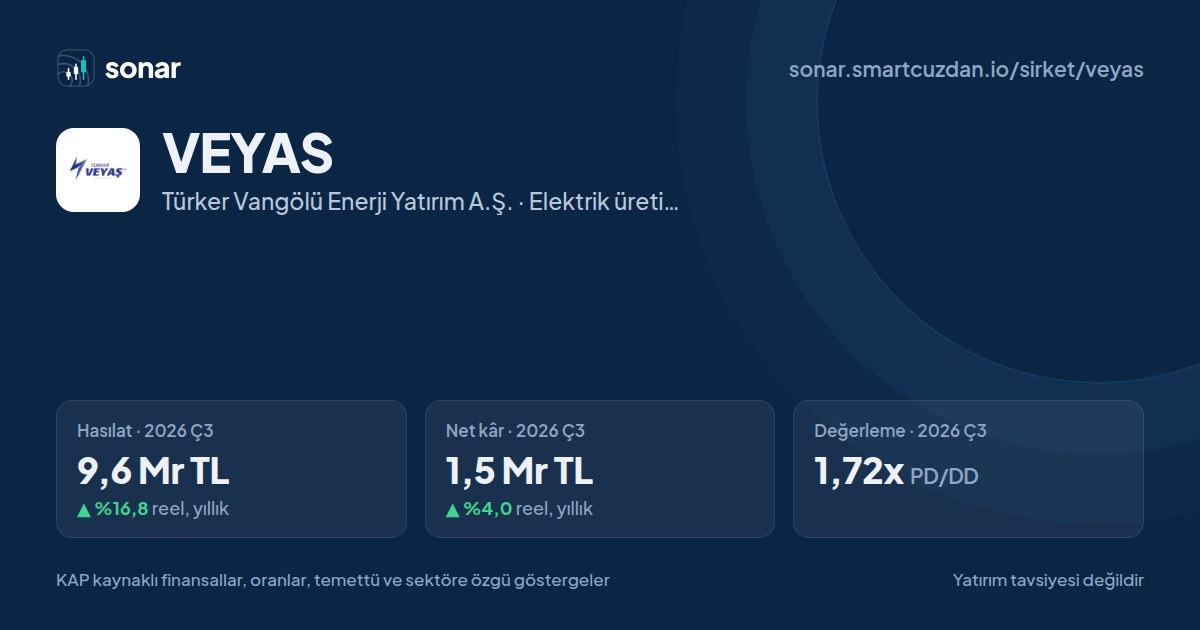 sonar
sonar.smartcuzdan.io/sirket/veyas
TÜRKER
VEYAŞ
VEYAS
Türker Vangölü Enerji Yatırım A.Ş. · Elektrik üreti...
Hasılat · 2026 Ç3
9,6 Mr TL
▲ %16,8 reel, yıllık
Net kâr · 2026 Ç3
1,5 Mr TL
▲ %4,0 reel, yıllık
Değerleme · 2026 Ç3
1,72x PD/DD
KAP kaynaklı finansallar, oranlar, temettü ve sektöre özgü göstergeler
Yatırım tavsiyesi değildir